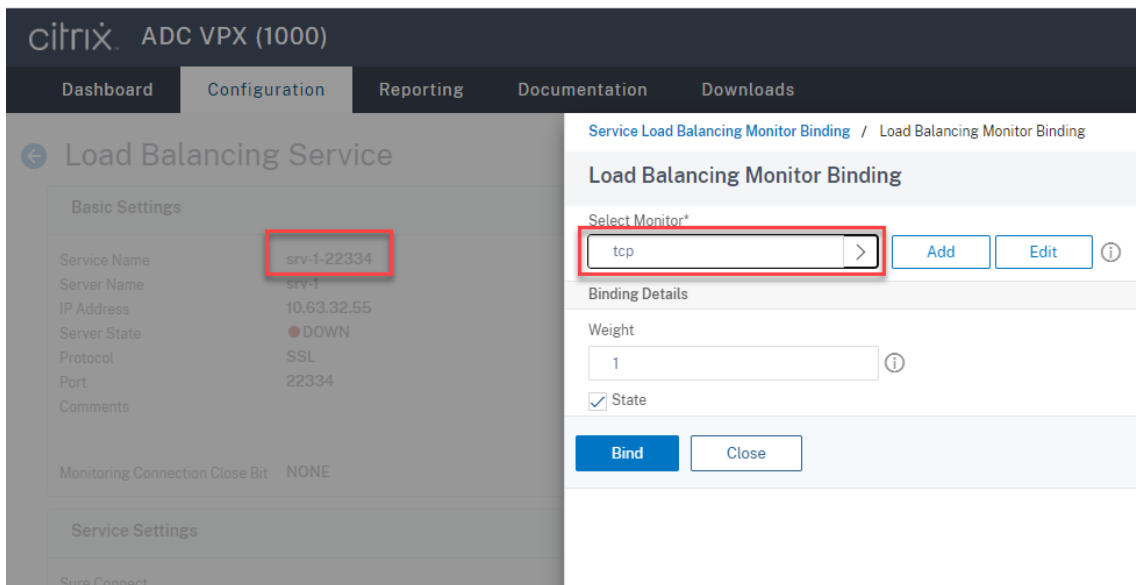 citrix. ADC VPX (1000)
Dashboard Configuration Reporting Documentation Downloads
Load Balancing Service
Basic Settings
Service Name srv-1-22334
Server Name srv-1
IP Address 10.63.32.55
Server State DOWN
Protocol SSL
Port 22334
Comments
Monitoring Connection Close Bit NONE
Service Settings
Sure Connect
Service Load Balancing Monitor Binding / Load Balancing Monitor Binding
Load Balancing Monitor Binding
Select Monitor*
tcp > Add Edit
Binding Details
Weight
1
State
Bind Close